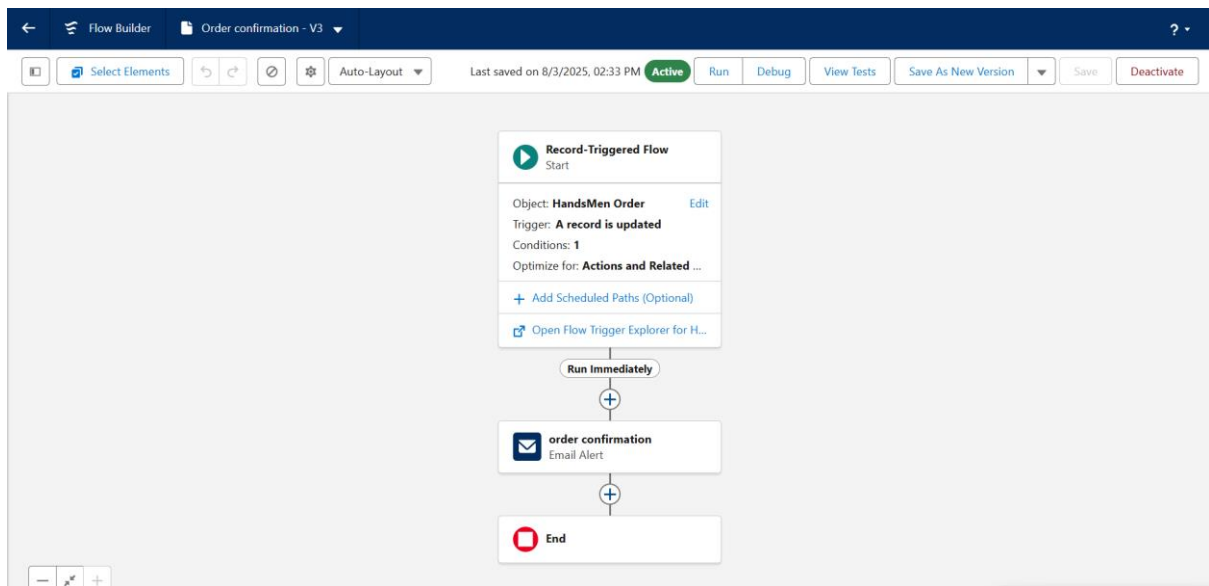 Flow Builder Order confirmation - V3 ?
Select Elements Auto-Layout Last saved on 8/3/2025, 02:33 PM Active Run Debug View Tests Save As New Version Save Deactivate
Record-Triggered Flow
Start
Object: HandsMen Order Edit
Trigger: A record is updated
Conditions: 1
Optimize for: Actions and Related ...
+ Add Scheduled Paths (Optional)
Open Flow Trigger Explorer for H...
Run Immediately
order confirmation
Email Alert
End